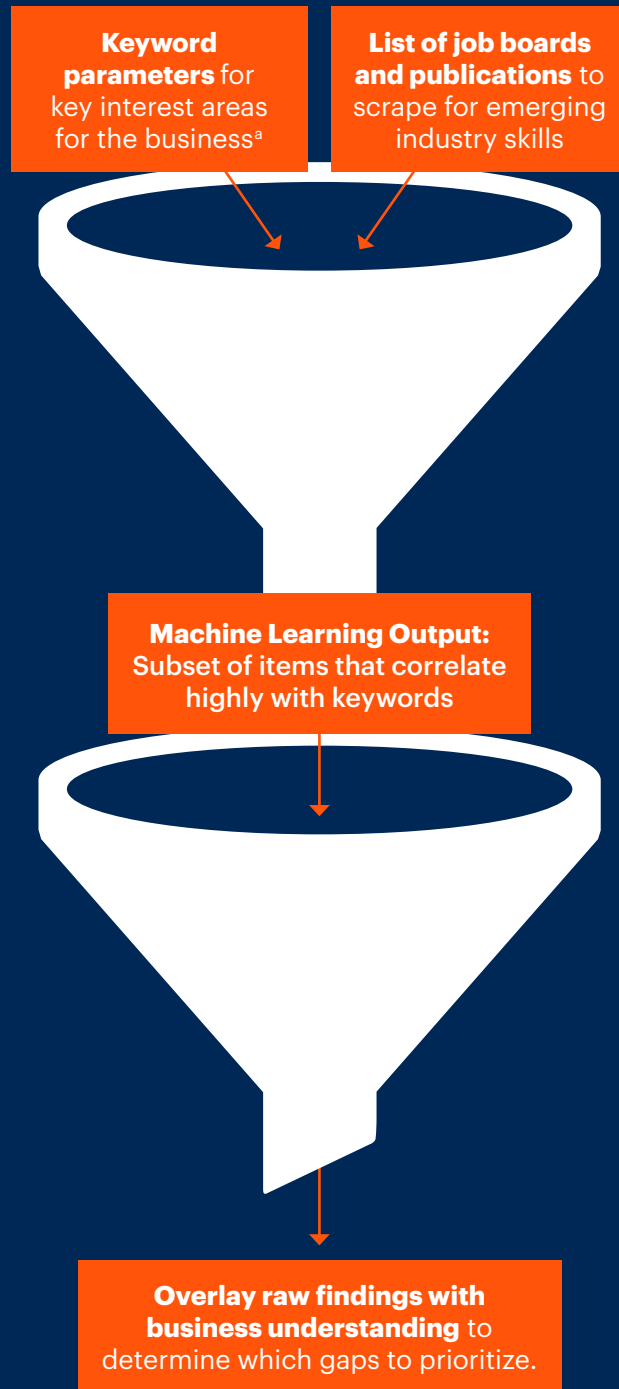 Keyword
parameters for
key interest areas
for the businessᵃ
List of job boards
and publications to
scrape for emerging
industry skills
Machine Learning Output:
Subset of items that correlate
highly with keywords
Overlay raw findings with
business understanding to
determine which gaps to prioritize.